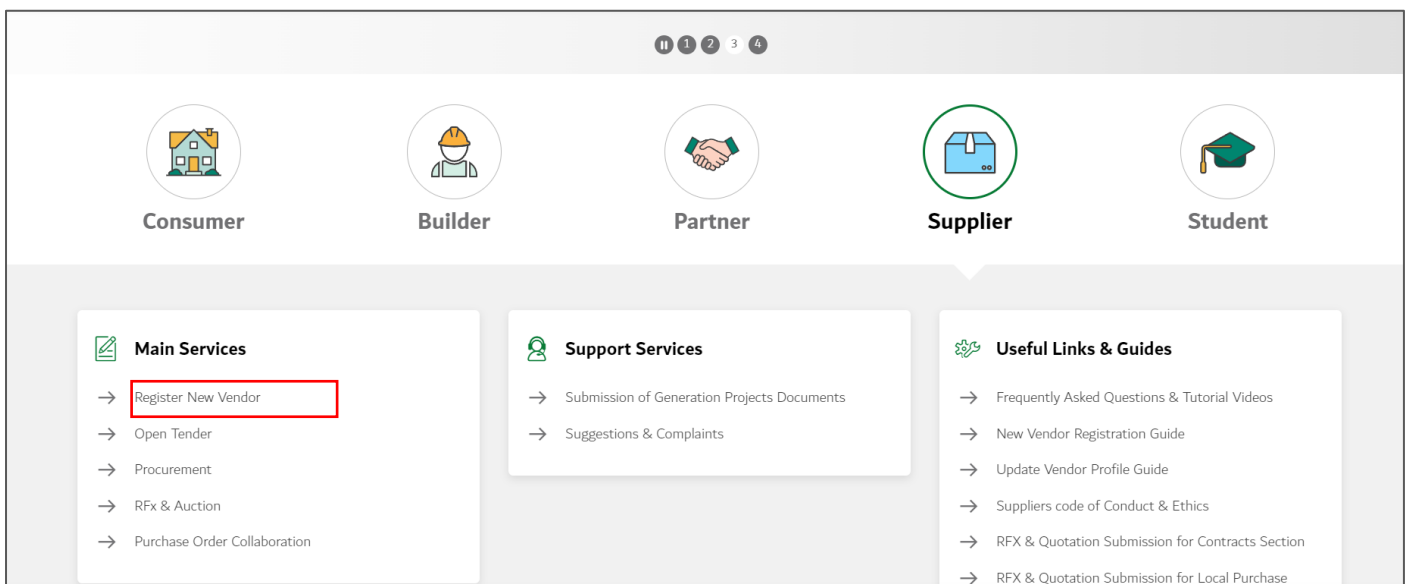 1 2 3 4
Consumer
Builder
Partner
Supplier
Student
Main Services
Register New Vendor
Open Tender
Procurement
RFx & Auction
Purchase Order Collaboration
Support Services
Submission of Generation Projects Documents
Suggestions & Complaints
Useful Links & Guides
Frequently Asked Questions & Tutorial Videos
New Vendor Registration Guide
Update Vendor Profile Guide
Suppliers code of Conduct & Ethics
RFX & Quotation Submission for Contracts Section
RFX & Quotation Submission for Local Purchase